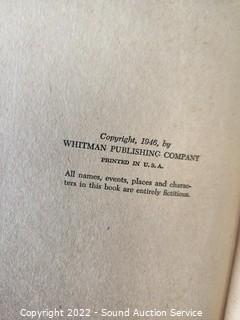 Copyright, 1946, by
WHITMAN PUBLISHING COMPANY
PRINTED IN U.S.A.
All names, events, places and charac-
ters in this book are entirely fictitious.
Copyright 2022 - Sound Auction Service